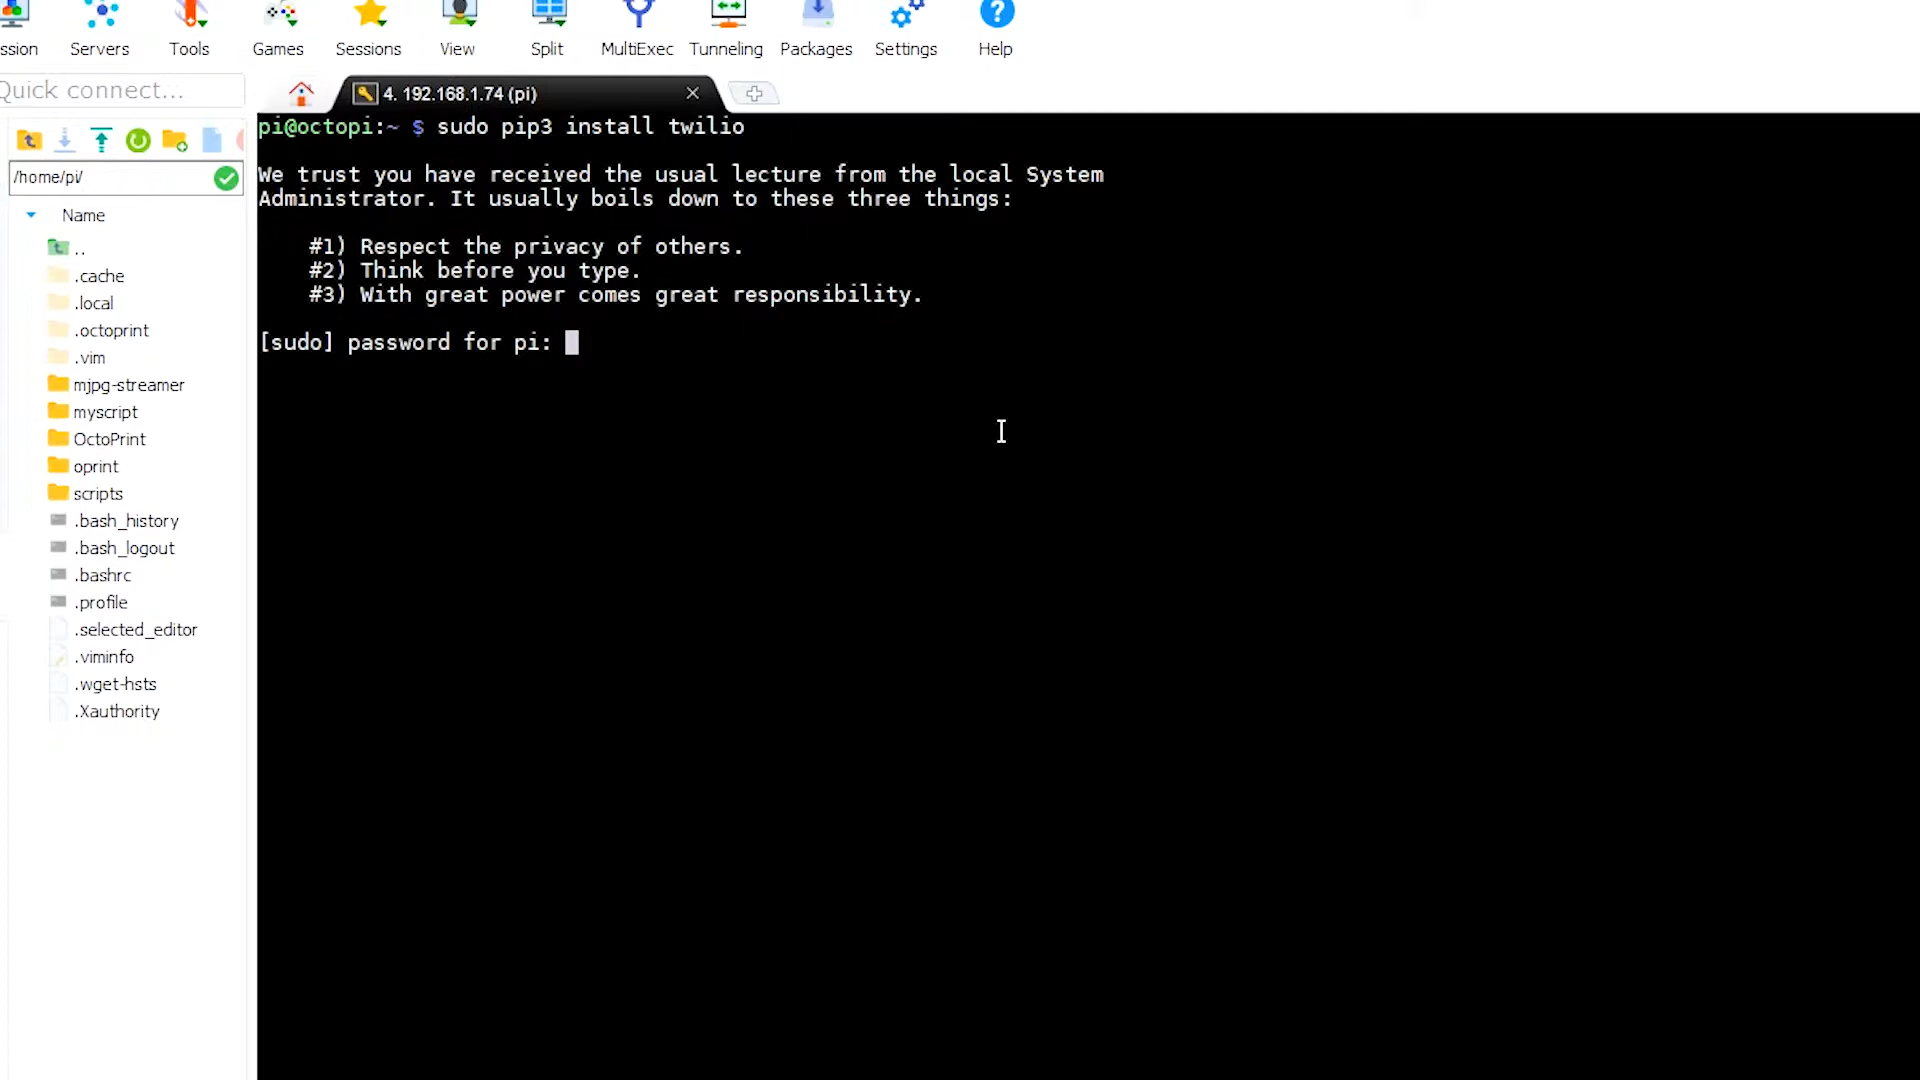 ssion Servers Tools Games Sessions View Split MultiExec Tunneling Packages Settings Help
Quick connect...
4. 192.168.1.74 (pi)
/home/pi/
Name
..
.cache
.local
.octoprint
.vim
mjpg-streamer
myscript
OctoPrint
oprint
scripts
.bash_history
.bash_logout
.bashrc
.profile
.selected_editor
.viminfo
.wget-hsts
.Xauthority
pi@octopi:~ $ sudo pip3 install twilio
We trust you have received the usual lecture from the local System
Administrator. It usually boils down to these three things:
#1) Respect the privacy of others.
#2) Think before you type.
#3) With great power comes great responsibility.
[sudo] password for pi: